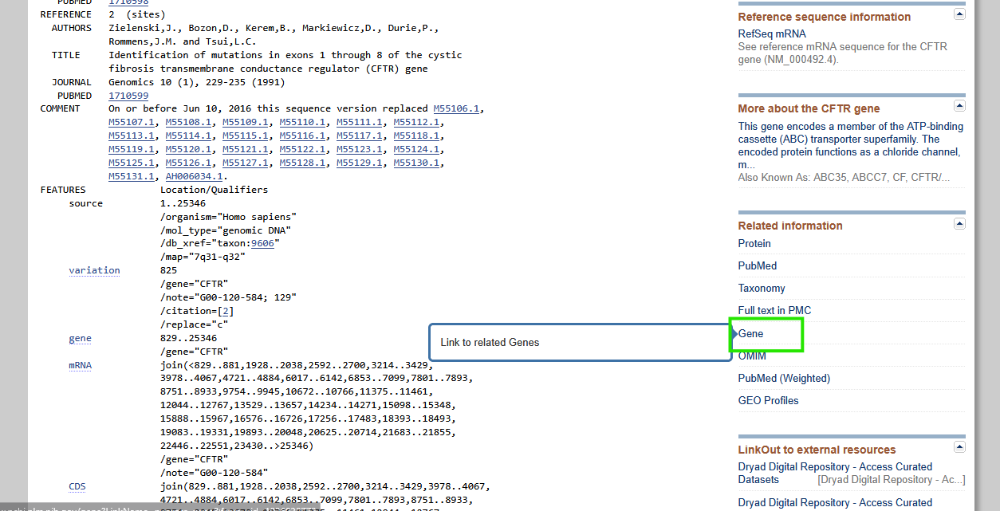 PUBMED 1710598
REFERENCE 2 (sites)
AUTHORS Zielenski,J., Bozon,D., Kerem,B., Markiewicz,D., Durie,P.,
Rommens,J.M. and Tsui,L.C.
TITLE Identification of mutations in exons 1 through 8 of the cystic
fibrosis transmembrane conductance regulator (CFTR) gene
JOURNAL Genomics 10 (1), 229-235 (1991)
PUBMED 1710599
COMMENT On or before Jun 10, 2016 this sequence version replaced M55106.1,
M55107.1, M55108.1, M55109.1, M55110.1, M55111.1, M55112.1,
M55113.1, M55114.1, M55115.1, M55116.1, M55117.1, M55118.1,
M55119.1, M55120.1, M55121.1, M55122.1, M55123.1, M55124.1,
M55125.1, M55126.1, M55127.1, M55128.1, M55129.1, M55130.1,
M55131.1, AH006034.1.
FEATURES Location/Qualifiers
source 1..25346
/organism="Homo sapiens"
/mol_type="genomic DNA"
/db_xref="taxon:9606"
/map="7q31-q32"
variation 825
/gene="CFTR"
/note="G00-120-584; 129"
/citation=[2]
/replace="c"
gene 829..25346
/gene="CFTR"
mRNA join(<829..881,1928..2038,2592..2700,3214..3429,
3978..4067,4721..4884,6017..6142,6853..7099,7801..7893,
8751..8933,9754..9945,10672..10766,11375..11461,
12044..12767,13529..13657,14234..14271,15098..15348,
15888..15967,16576..16726,17256..17483,18393..18493,
19083..19331,19893..20048,20625..20714,21683..21855,
22446..22551,23430..>25346)
/gene="CFTR"
/note="G00-120-584"
CDS join(829..881,1928..2038,2592..2700,3214..3429,3978..4067,
4721..4884,6017..6142,6853..7099,7801..7893,8751..8933,
Link to related Genes
Reference sequence information
RefSeq mRNA
See reference mRNA sequence for the CFTR
gene (NM_000492.4).
More about the CFTR gene
This gene encodes a member of the ATP-binding
cassette (ABC) transporter superfamily. The
encoded protein functions as a chloride channel,
m...
Also Known As: ABC35, ABCC7, CF, CFTR/...
Related information
Protein
PubMed
Taxonomy
Full text in PMC
Gene
OMIM
PubMed (Weighted)
GEO Profiles
LinkOut to external resources
Dryad Digital Repository - Access Curated
Datasets [Dryad Digital Repository - Ac...]
Dryad Digital Repository - Access Curated